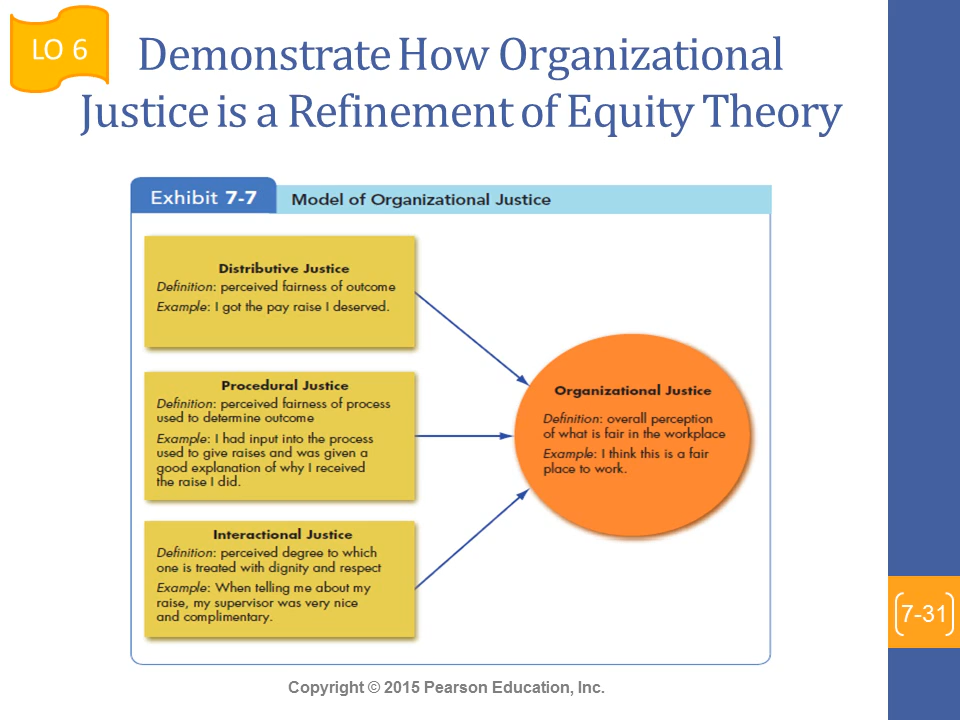 LO 6
Demonstrate How Organizational
Justice is a Refinement of Equity Theory
Exhibit 7-7
Model of Organizational Justice
Distributive Justice
Definition: perceived fairness of outcome
Example: I got the pay raise I deserved.
Procedural Justice
Definition: perceived fairness of process
used to determine outcome
Example: I had input into the process
used to give raises and was given a
good explanation of why I received
the raise I did.
Interactional Justice
Definition: perceived degree to which
one is treated with dignity and respect
Example: When telling me about my
raise, my supervisor was very nice
and complimentary.
Organizational Justice
Definition: overall perception
of what is fair in the workplace
Example: I think this is a fair
place to work.
7-31
Copyright © 2015 Pearson Education, Inc.